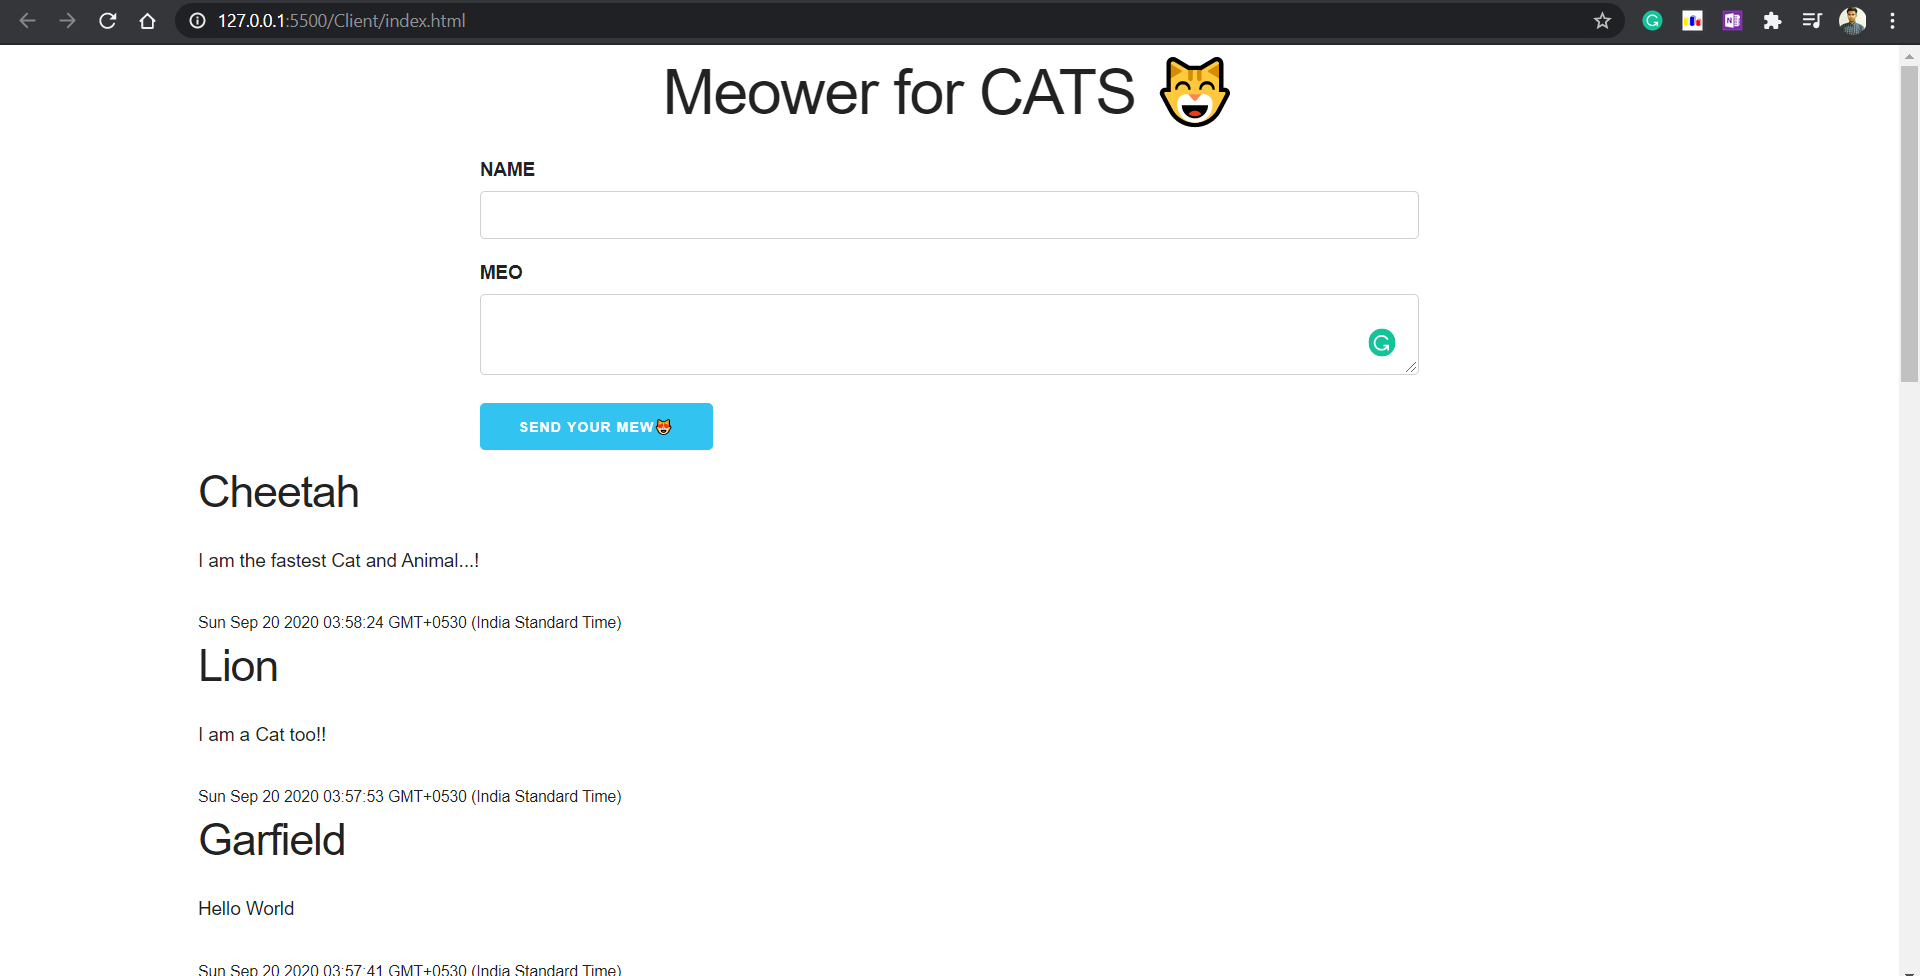 127.0.0.1:5500/Client/index.html
Meower for CATS 😸
NAME
MEO
SEND YOUR MEW😻
Cheetah
I am the fastest Cat and Animal...!
Sun Sep 20 2020 03:58:24 GMT+0530 (India Standard Time)
Lion
I am a Cat too!!
Sun Sep 20 2020 03:57:53 GMT+0530 (India Standard Time)
Garfield
Hello World
Sun Sep 20 2020 03:57:41 GMT+0530 (India Standard Time)